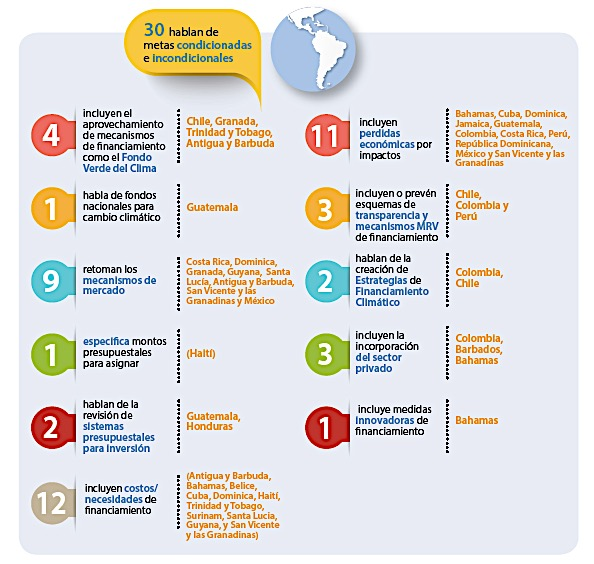 30 hablan de
metas condicionadas
e incondicionales
4
incluyen el
aprovechamiento
de mecanismos
de financiamiento
como el Fondo
Verde del Clima
Chile, Granada,
Trinidad y Tobago,
Antigua y Barbuda
1
habla de fondos
nacionales para
cambio climático
Guatemala
9
retoman los
mecanismos de
mercado
Costa Rica, Dominica,
Granada, Guyana, Santa
Lucía, Antigua y Barbuda,
San Vicente y las
Granadinas y México
1
especifica montos
presupuestales
para asignar
(Haití)
2
hablan de la
revisión de
sistemas
presupuestales
para inversión
Guatemala,
Honduras
12
incluyen costos/
necesidades de
financiamiento
(Antigua y Barbuda,
Bahamas, Belice,
Cuba, Dominica, Haití,
Trinidad y Tobago,
Surinam, Santa Lucia,
Guyana, y San Vicente
y las Granadinas)
11
incluyen
perdidas
económicas por
impactos
Bahamas, Cuba, Dominica,
Jamaica, Guatemala,
Colombia, Costa Rica, Perú,
República Dominicana,
México y San Vicente y las
Granadinas
3
incluyen o prevén
esquemas de
transparencia y
mecanismos MRV
de financiamiento
Chile,
Colombia y
Perú
2
hablan de la
creación de
Estrategias de
Financiamiento
Climático
Colombia,
Chile
3
incluyen la
incorporación
del sector
privado
Colombia,
Barbados,
Bahamas
1
incluye medidas
innovadoras de
financiamiento
Bahamas